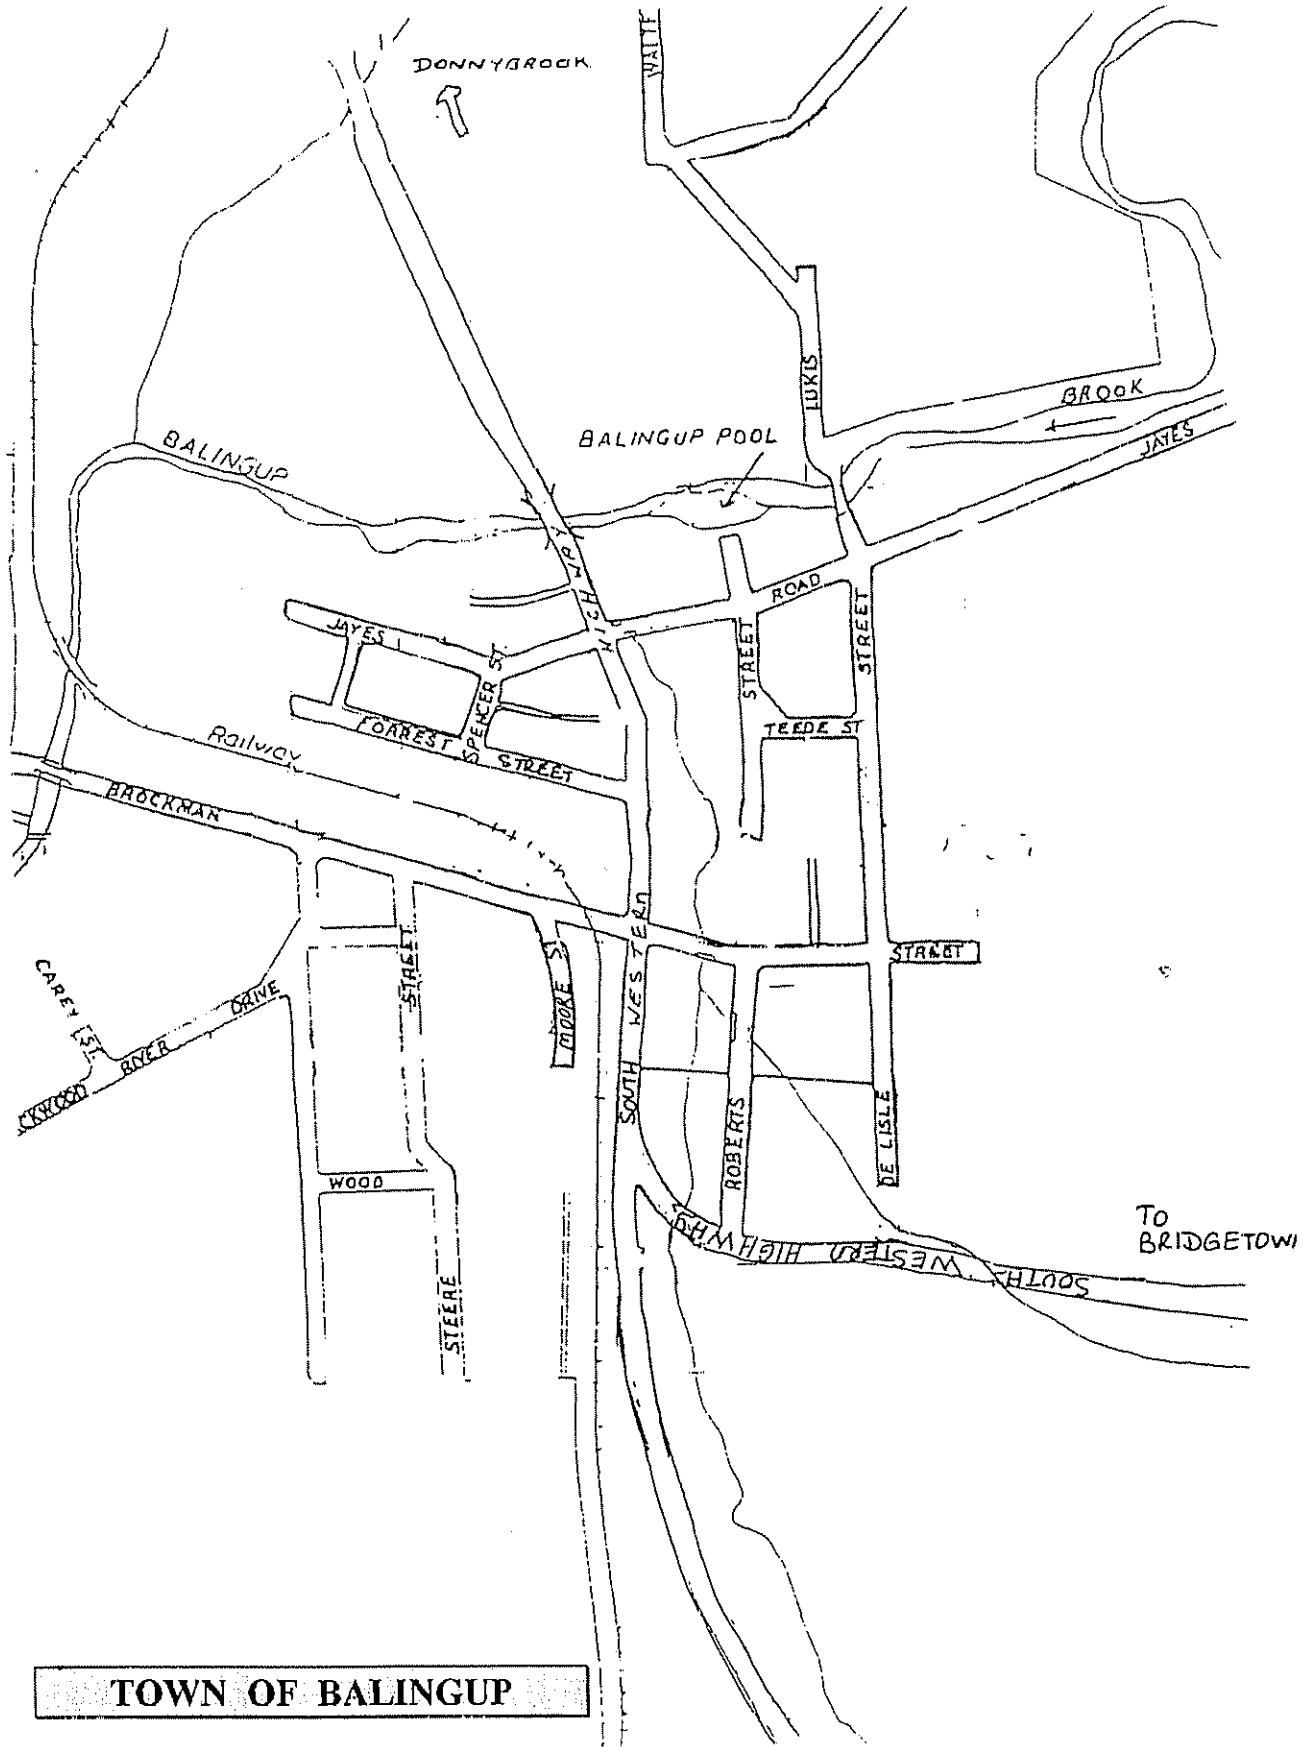 DONNYBROOK
LUKIS
BROOK
JAYES
BALINGUP POOL
BALINGUP
HIGHWAY
ROAD
STREET
STREET
JAYES
SPENCER ST.
FORREST STREET
TEEDE ST
Railway
BROCKMAN
STREET
STREET
MOORE ST
SOUTH WESTERN
CAREY ST.
CKWOOD RIVER DRIVE
ROBERTS
DE LISLE
WOOD
STEERE
SOUTH WESTERN HIGHWAY
TO
BRIDGETOWN
TOWN OF BALINGUP